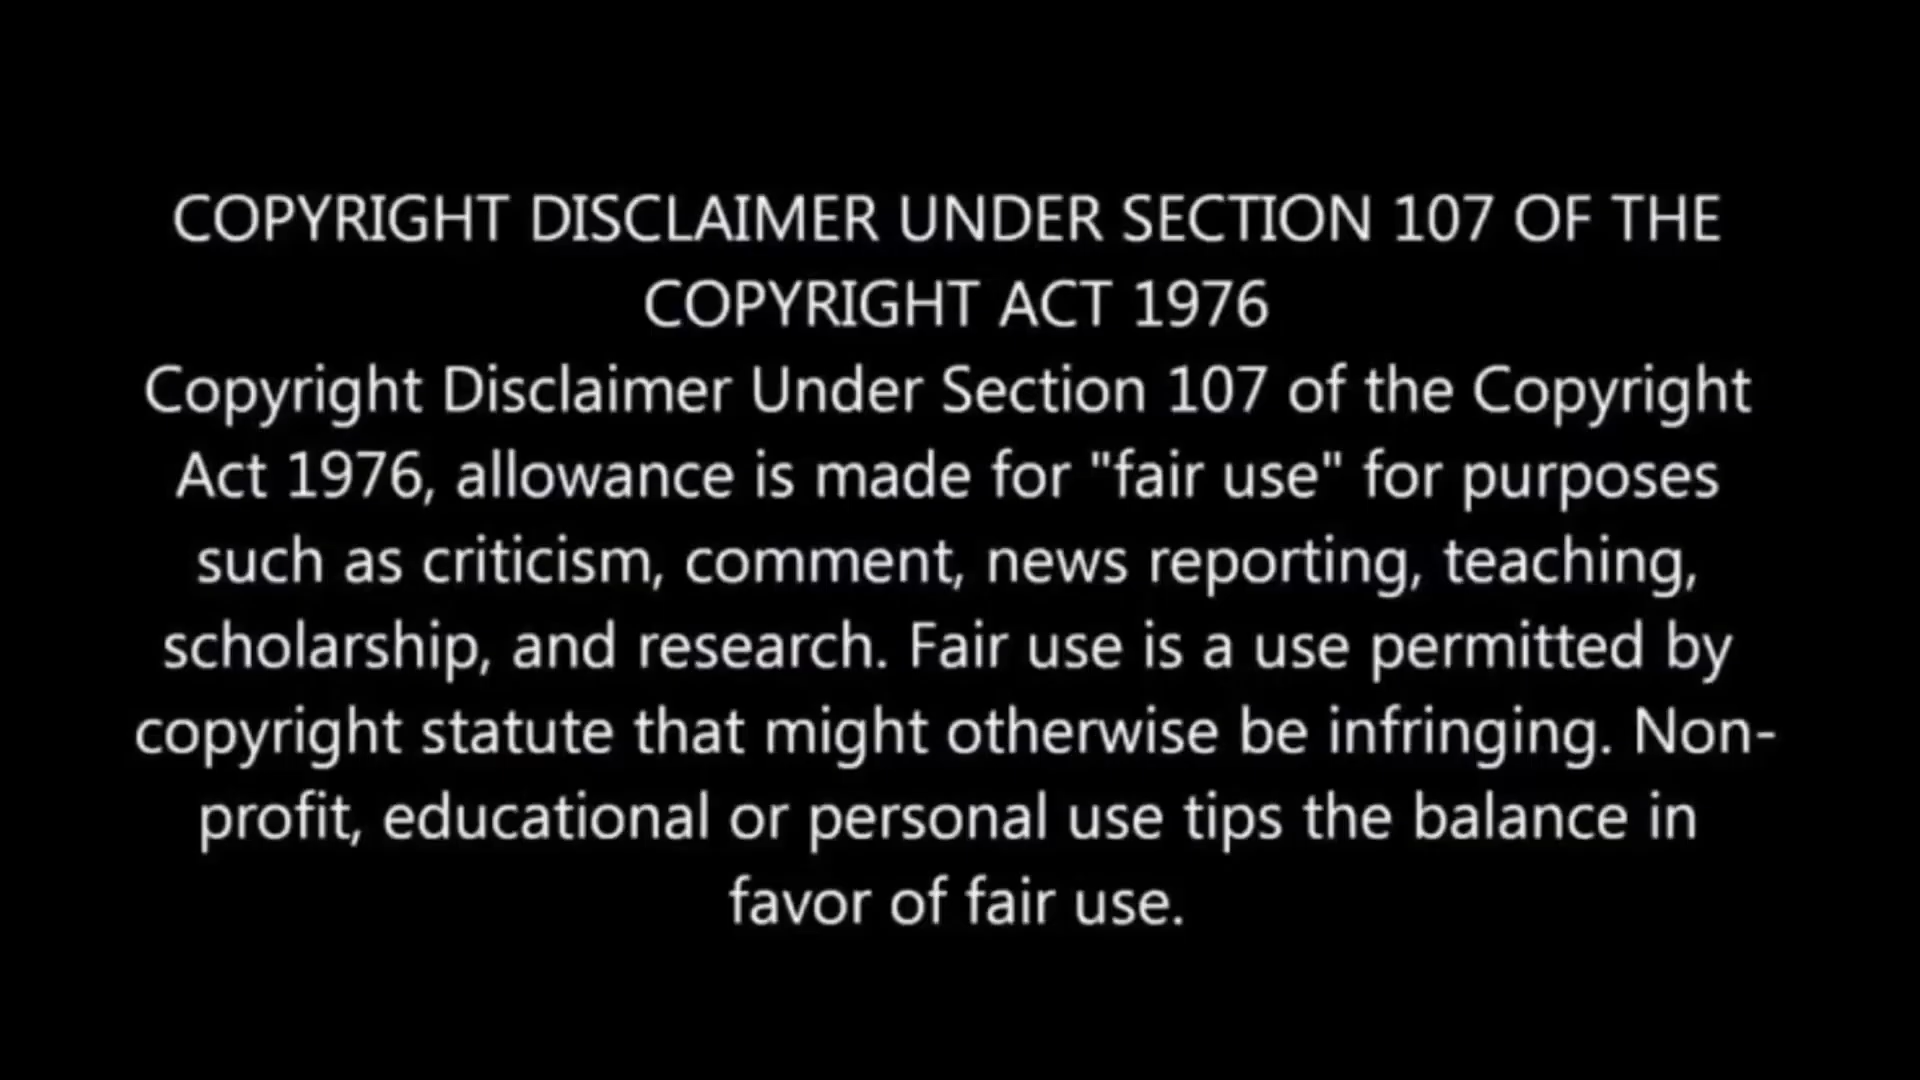 COPYRIGHT DISCLAIMER UNDER SECTION 107 OF THE
COPYRIGHT ACT 1976
Copyright Disclaimer Under Section 107 of the Copyright
Act 1976, allowance is made for "fair use" for purposes
such as criticism, comment, news reporting, teaching,
scholarship, and research. Fair use is a use permitted by
copyright statute that might otherwise be infringing. Non-
profit, educational or personal use tips the balance in
favor of fair use.